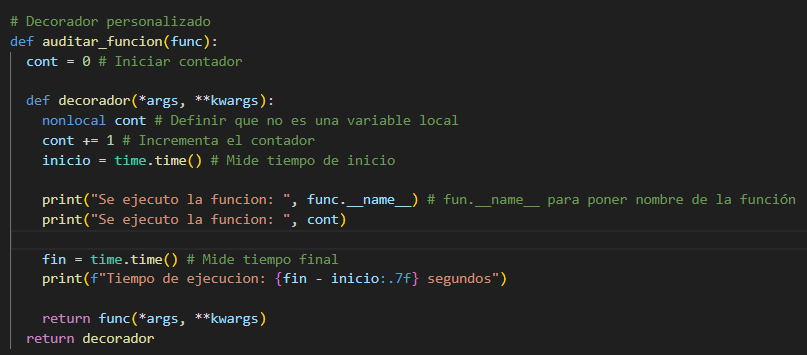 # Decorador personalizado
def auditar_funcion(func):
  cont = 0 # Iniciar contador
  def decorador(*args, **kwargs):
    nonlocal cont # Definir que no es una variable local
    cont += 1 # Incrementa el contador
    inicio = time.time() # Mide tiempo de inicio
    print("Se ejecuto la funcion: ", func.__name__) # fun.__name__ para poner nombre de la función
    print("Se ejecuto la funcion: ", cont)
    fin = time.time() # Mide tiempo final
    print(f"Tiempo de ejecucion: {fin - inicio:.7f} segundos")
    return func(*args, **kwargs)
  return decorador